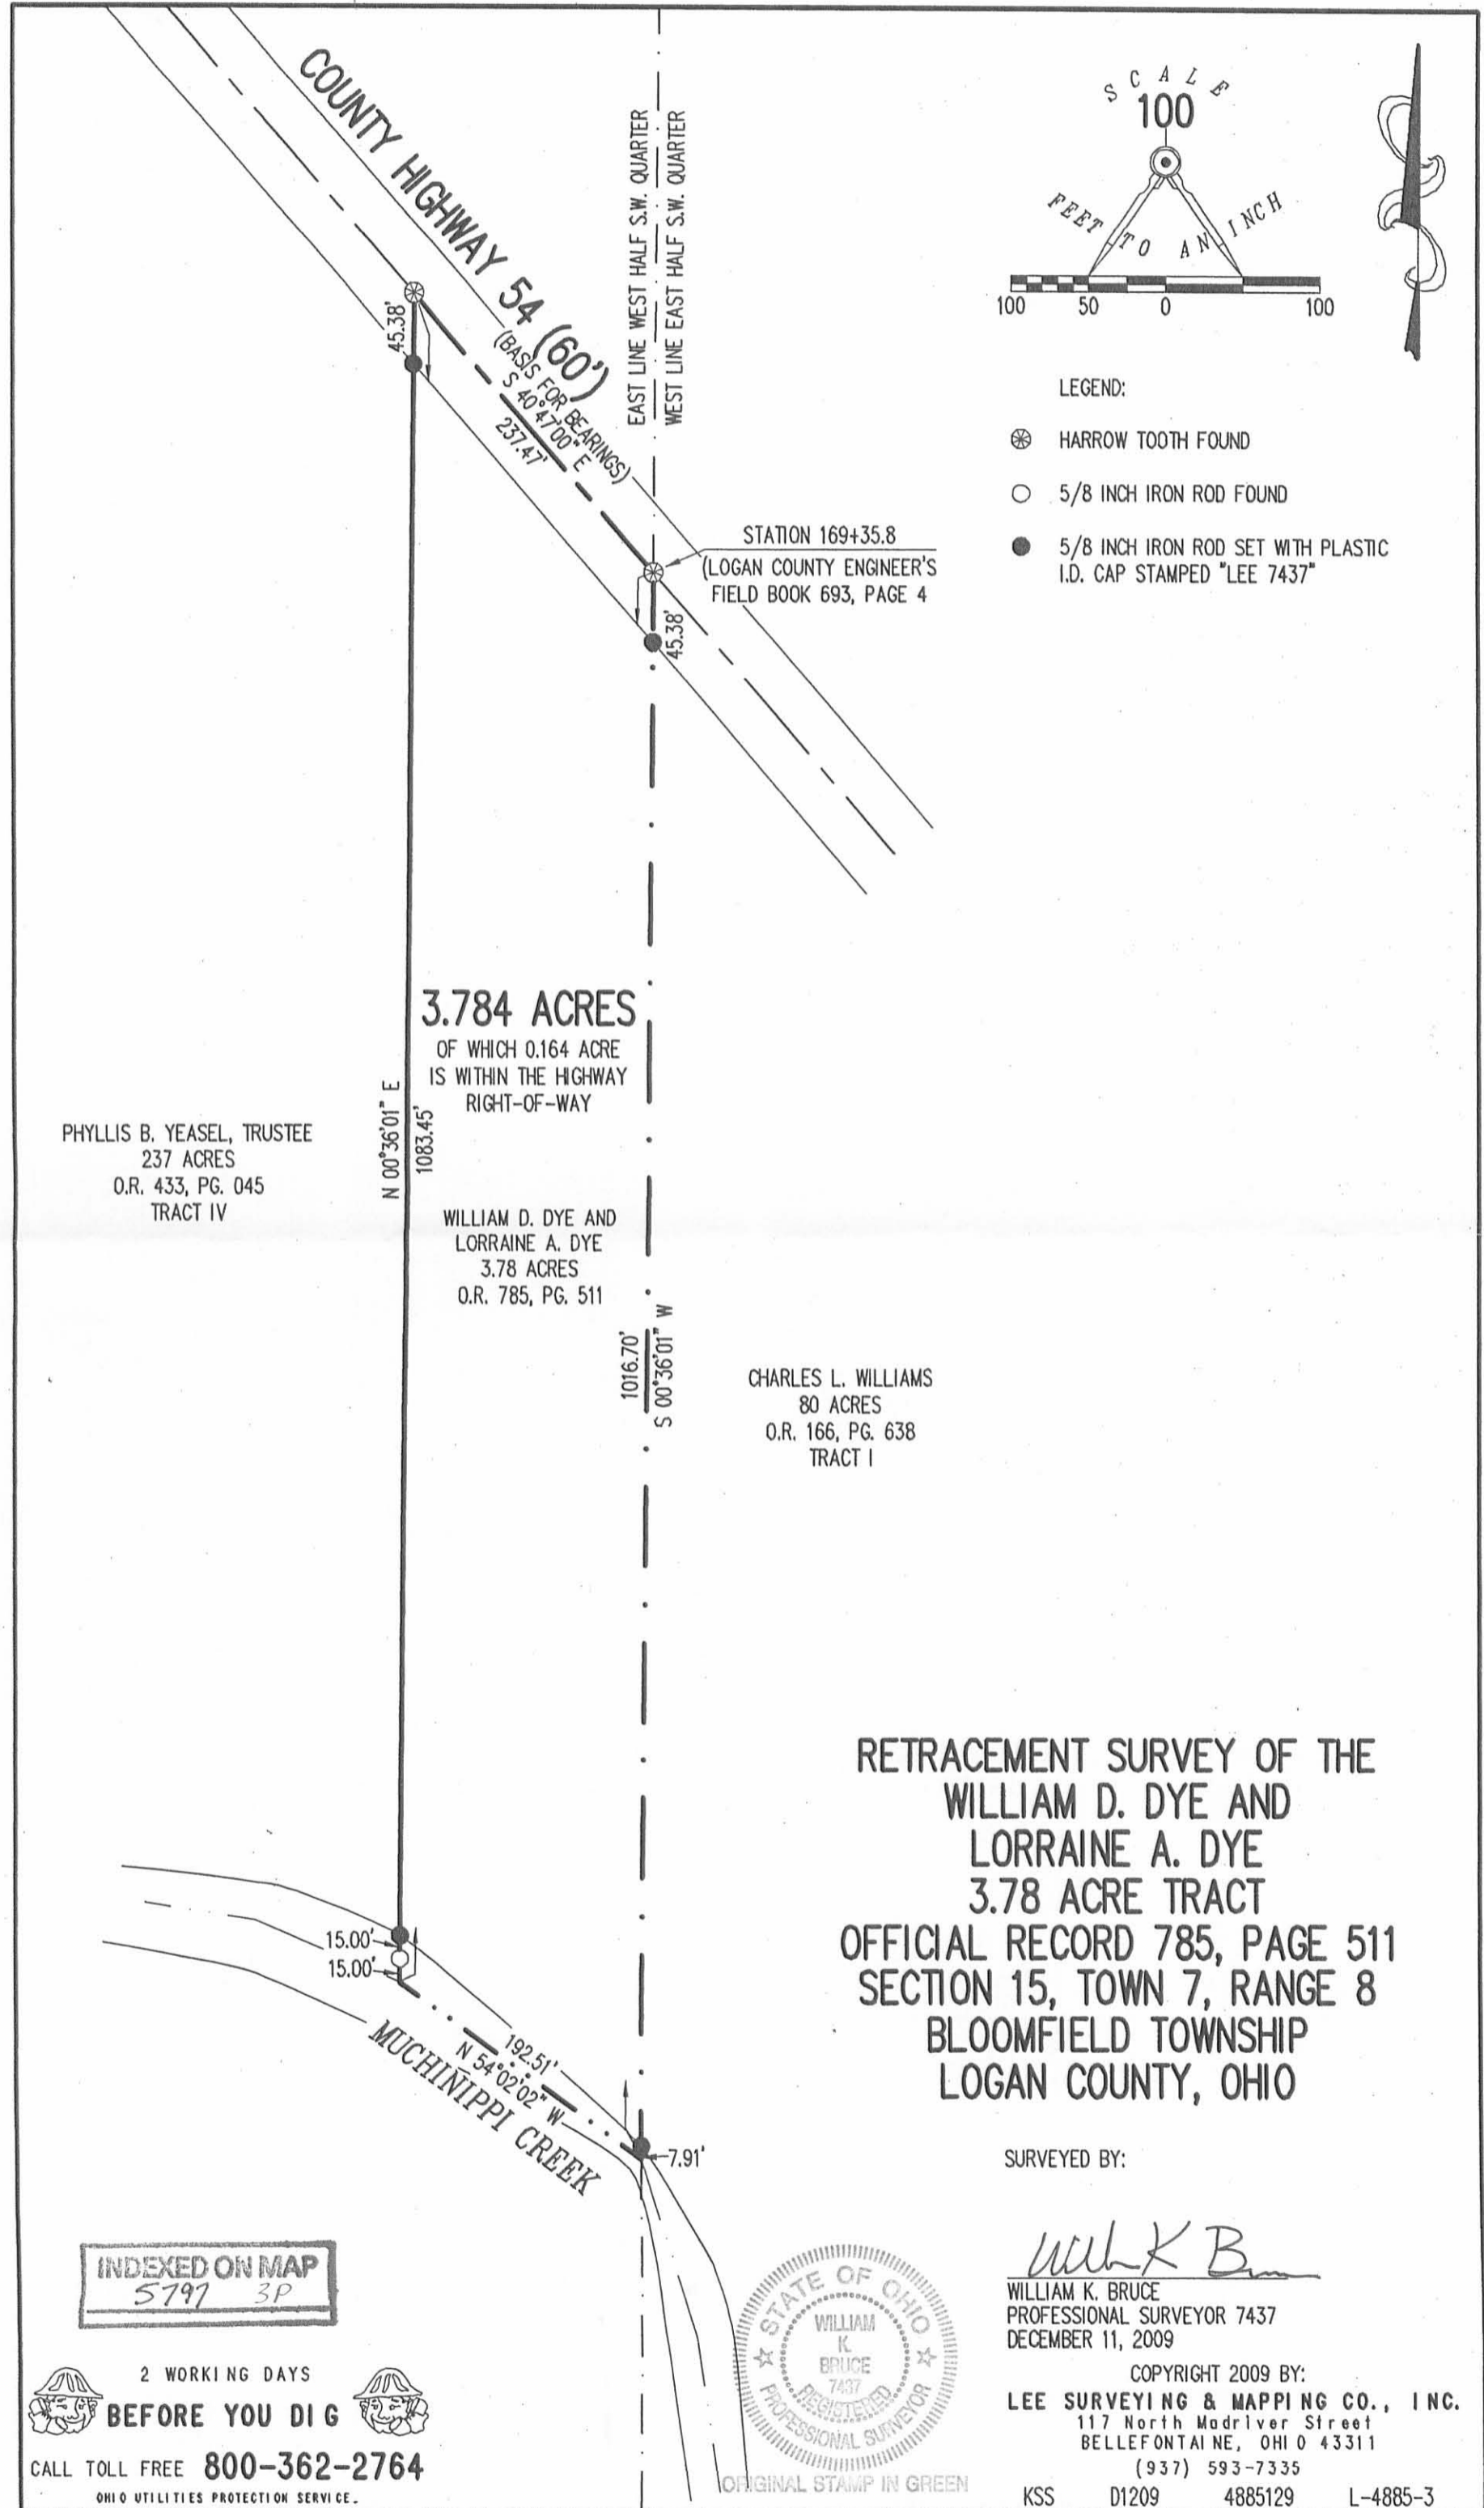 COUNTY HIGHWAY 54 (60')
(BASIS FOR BEARINGS)
S 40°47'00" E
237.47'
45.38'
EAST LINE WEST HALF S.W. QUARTER
WEST LINE EAST HALF S.W. QUARTER
SCALE
100
FEET TO AN INCH
100 50 0 100
LEGEND:
HARROW TOOTH FOUND
5/8 INCH IRON ROD FOUND
5/8 INCH IRON ROD SET WITH PLASTIC
I.D. CAP STAMPED "LEE 7437"
STATION 169+35.8
(LOGAN COUNTY ENGINEER'S
FIELD BOOK 693, PAGE 4
45.38'
3.784 ACRES
OF WHICH 0.164 ACRE
IS WITHIN THE HIGHWAY
RIGHT-OF-WAY
N 00°36'01" E
1083.45'
PHYLLIS B. YEASEL, TRUSTEE
237 ACRES
O.R. 433, PG. 045
TRACT IV
WILLIAM D. DYE AND
LORRAINE A. DYE
3.78 ACRES
O.R. 785, PG. 511
1016.70'
S 00°36'01" W
CHARLES L. WILLIAMS
80 ACRES
O.R. 166, PG. 638
TRACT I
15.00'
15.00'
192.51'
N 54°02'02" W
MUCHINIPPI CREEK
7.91'
RETRACEMENT SURVEY OF THE
WILLIAM D. DYE AND
LORRAINE A. DYE
3.78 ACRE TRACT
OFFICIAL RECORD 785, PAGE 511
SECTION 15, TOWN 7, RANGE 8
BLOOMFIELD TOWNSHIP
LOGAN COUNTY, OHIO
SURVEYED BY:
Will K B
WILLIAM K. BRUCE
PROFESSIONAL SURVEYOR 7437
DECEMBER 11, 2009
COPYRIGHT 2009 BY:
LEE SURVEYING & MAPPING CO., INC.
117 North Madriver Street
BELLEFONTAINE, OHIO 43311
(937) 593-7335
KSS D1209 4885129 L-4885-3
INDEXED ON MAP
5797 3P
2 WORKING DAYS
BEFORE YOU DIG
CALL TOLL FREE 800-362-2764
OHIO UTILITIES PROTECTION SERVICE.
STATE OF OHIO
WILLIAM
K.
BRUCE
7437
REGISTERED
PROFESSIONAL SURVEYOR
ORIGINAL STAMP IN GREEN